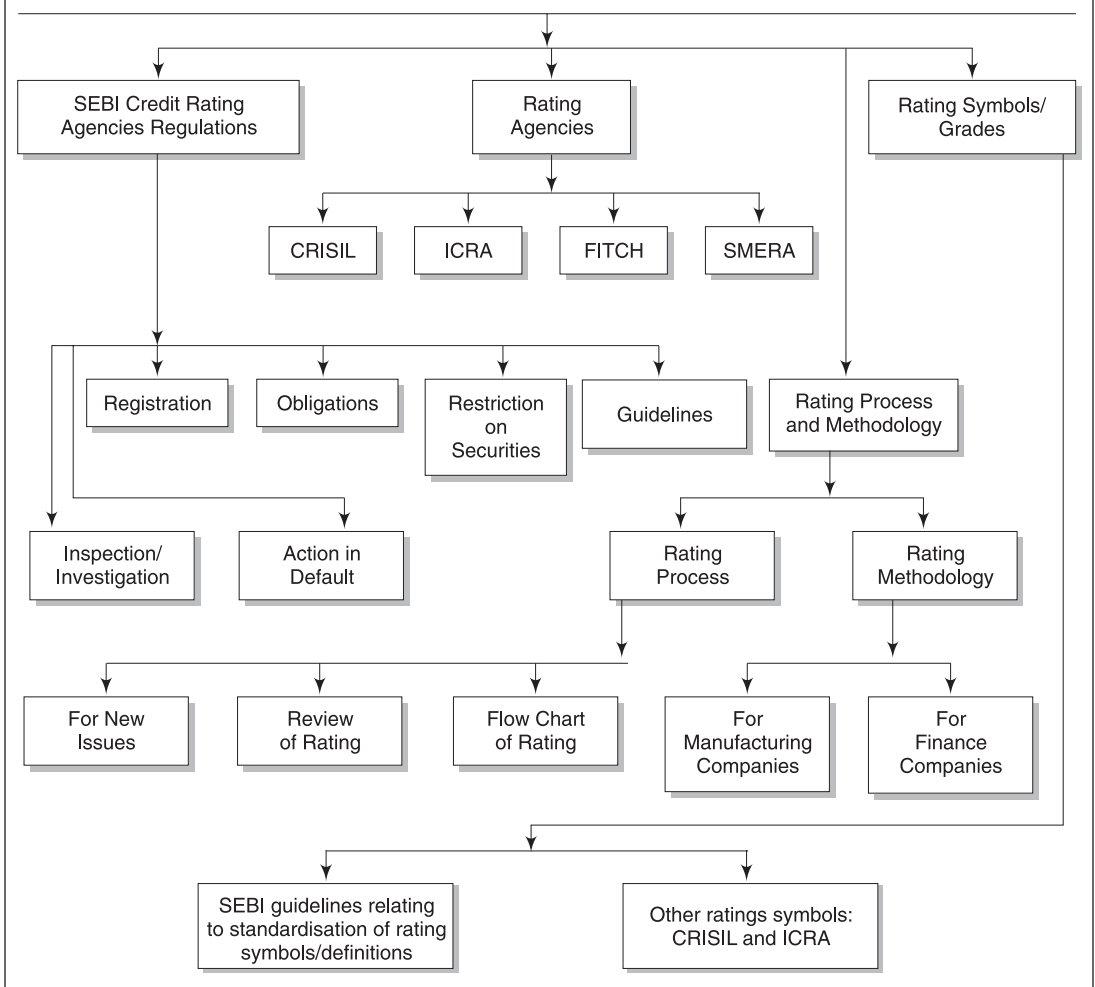 SEBI Credit Rating
Agencies Regulations
Rating
Agencies
Rating Symbols/
Grades
CRISIL
ICRA
FITCH
SMERA
Registration
Obligations
Restriction
on
Securities
Guidelines
Rating Process
and Methodology
Inspection/
Investigation
Action in
Default
Rating
Process
Rating
Methodology
For New
Issues
Review
of Rating
Flow Chart
of Rating
For
Manufacturing
Companies
For
Finance
Companies
SEBI guidelines relating
to standardisation of rating
symbols/definitions
Other ratings symbols:
CRISIL and ICRA